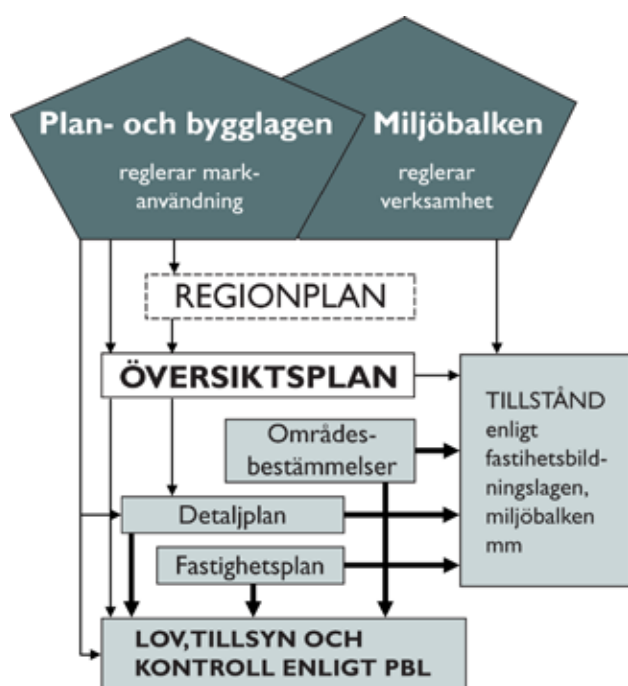 Plan- och bygglagen
reglerar mark-
användning
Miljöbalken
reglerar
verksamhet
REGIONPLAN
ÖVERSIKTSPLAN
Områdes-
bestämmelser
Detaljplan
Fastighetsplan
TILLSTÅND
enligt
fastihetsbild-
ningslagen,
miljöbalken
mm
LOV,TILLSYN OCH
KONTROLL ENLIGT PBL